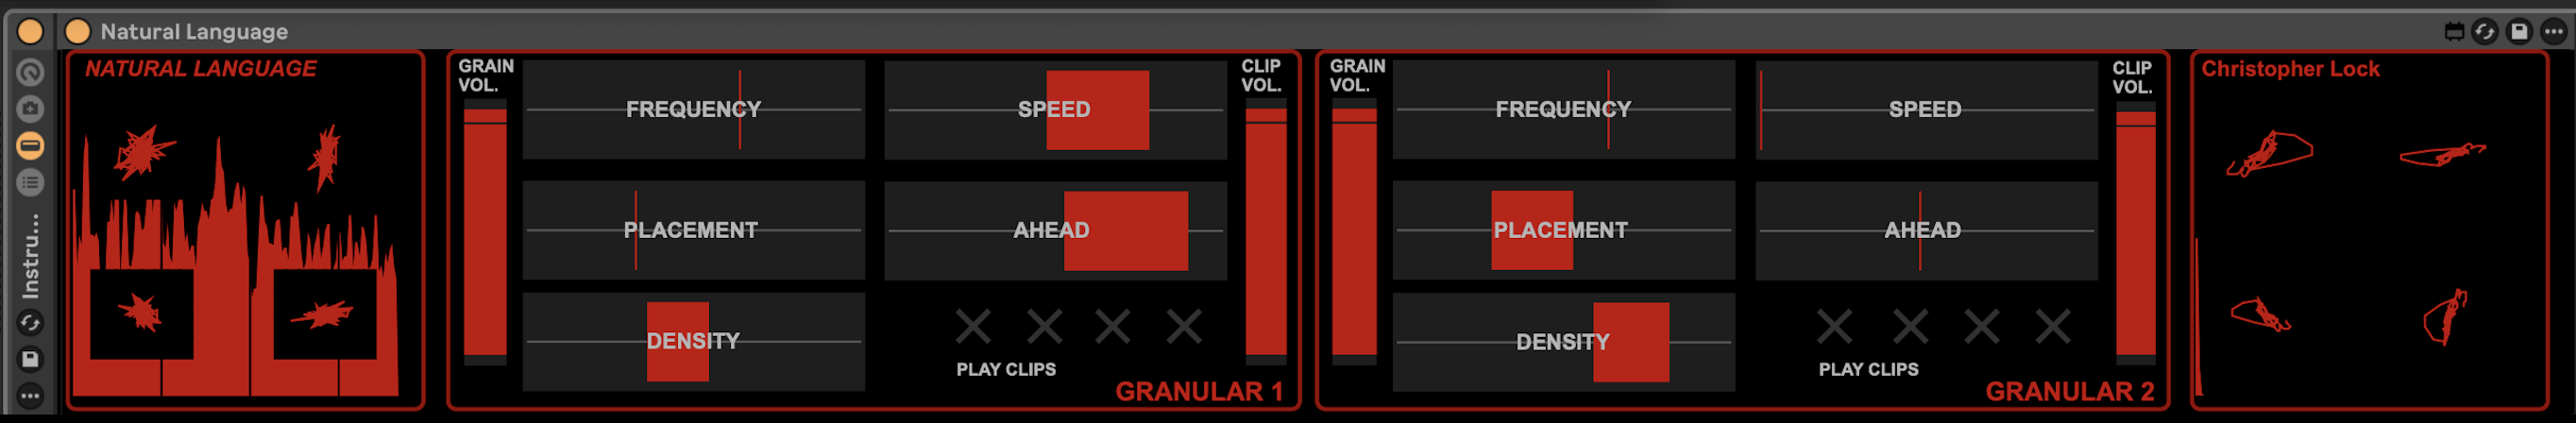 Natural Language
Instru...
NATURAL LANGUAGE
GRAIN
VOL.
FREQUENCY
SPEED
CLIP
VOL.
PLACEMENT
AHEAD
DENSITY
PLAY CLIPS
GRANULAR 1
GRAIN
VOL.
FREQUENCY
SPEED
CLIP
VOL.
PLACEMENT
AHEAD
DENSITY
PLAY CLIPS
GRANULAR 2
Christopher Lock